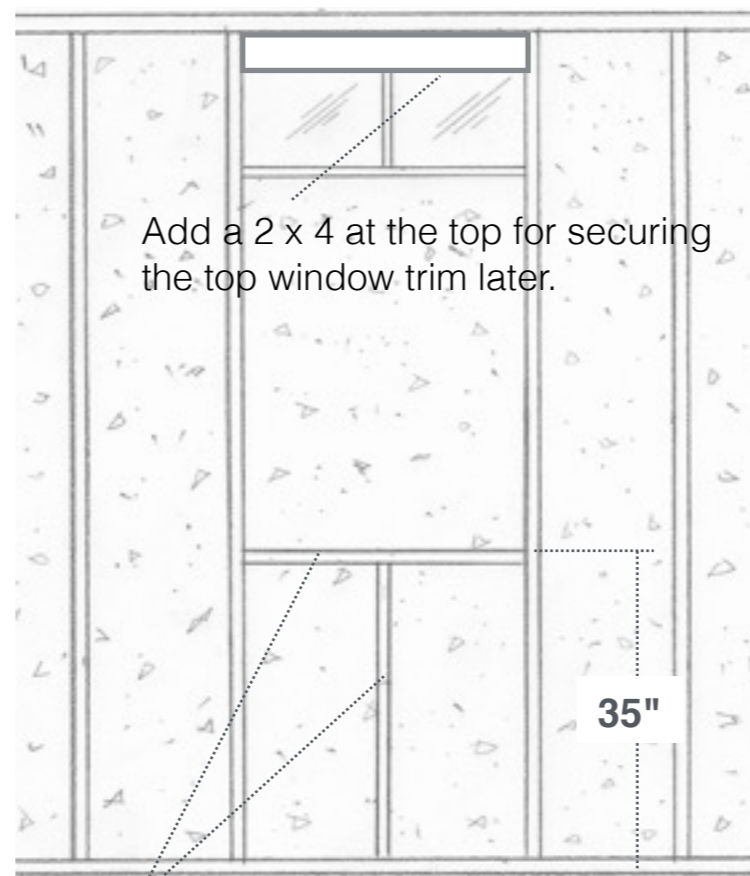 Add a 2 x 4 at the top for securing
the top window trim later.
35"